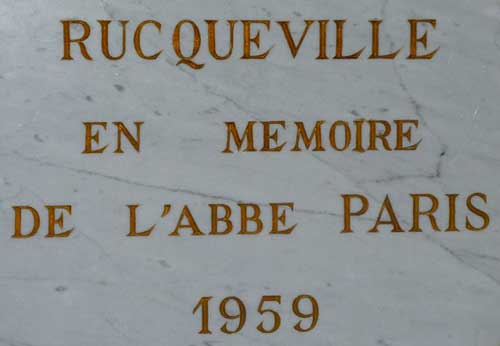 RUCQUEVILLE
EN MEMOIRE
DE L'ABBE PARIS
1959